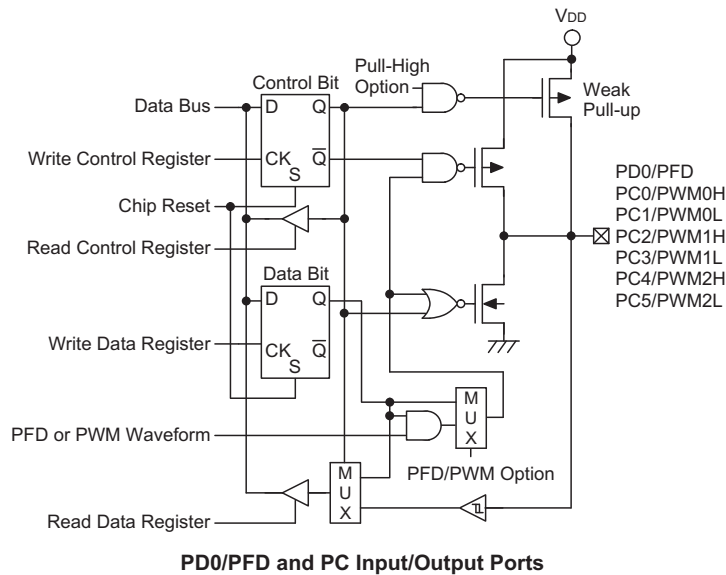 VDD
Pull-High
Option
Control Bit
Weak
Pull-up
Data Bus
D
Q
Write Control Register
CK
Q
S
Chip Reset
Read Control Register
PD0/PFD
PC0/PWM0H
PC1/PWM0L
PC2/PWM1H
PC3/PWM1L
PC4/PWM2H
PC5/PWM2L
Data Bit
D
Q
Write Data Register
CK
Q
S
M
U
X
PFD or PWM Waveform
PFD/PWM Option
M
U
X
Read Data Register
PD0/PFD and PC Input/Output Ports